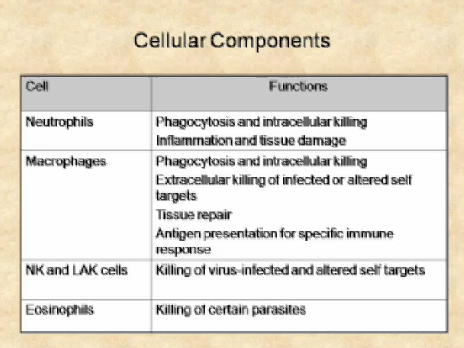 Cellular Components
Cell Functions
Neutrophils Phagocytosis and intracellular killing
Inflammation and tissue damage
Macrophages Phagocytosis and intracellular killing
Extracellular killing of infected or altered self
targets
Tissue repair
Antigen presentation for specific immune
response
NK and LAK cells Killing of virus-infected and altered self targets
Eosinophils Killing of certain parasites